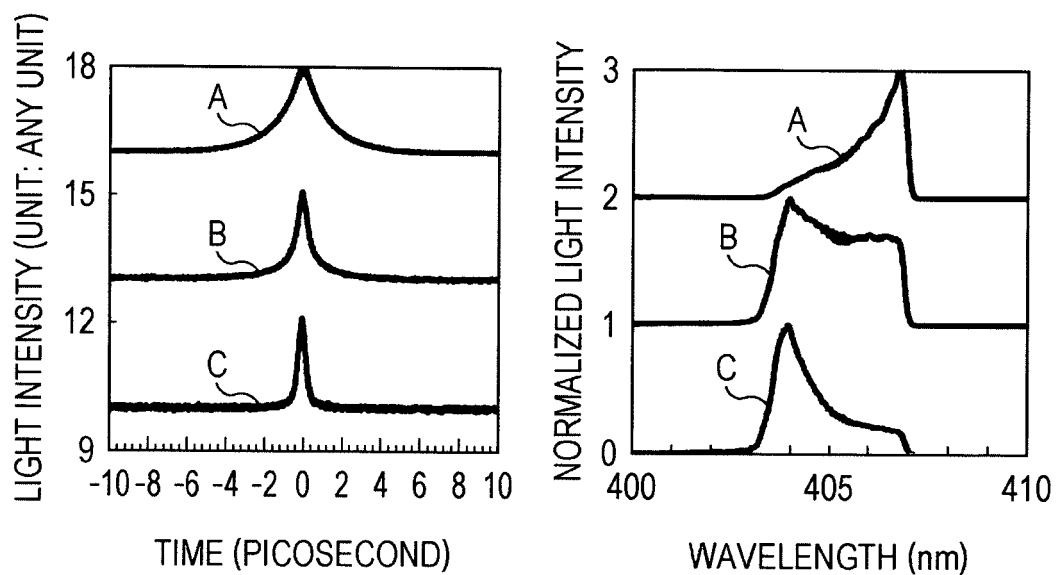 LIGHT INTENSITY (UNIT: ANY UNIT)
18
15
12
9
A
B
C
-10 -8 -6 -4 -2 0 2 4 6 8 10
TIME (PICOSECOND)
NORMALIZED LIGHT INTENSITY
3
2
1
0
A
B
C
400 405 410
WAVELENGTH (nm)